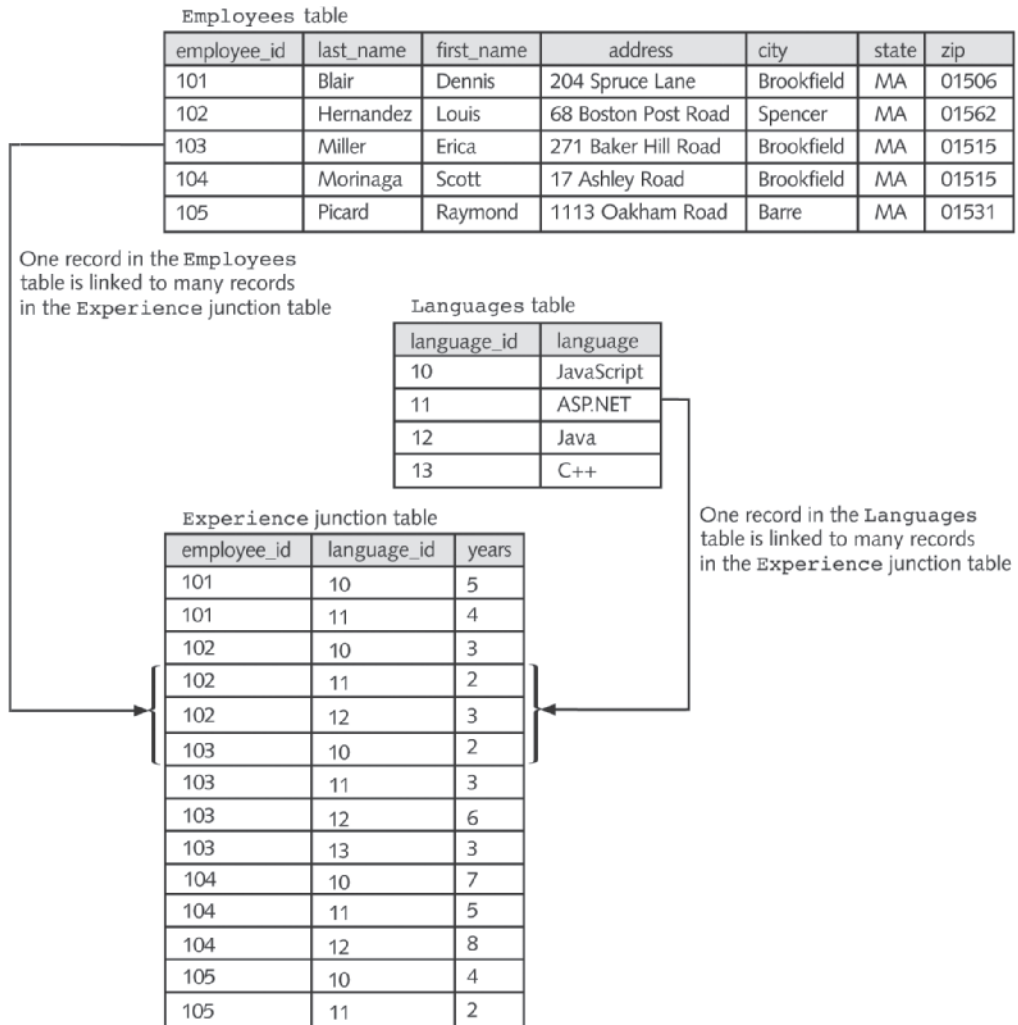 Employees table
employee_id last_name first_name address city state zip
101 Blair Dennis 204 Spruce Lane Brookfield MA 01506
102 Hernandez Louis 68 Boston Post Road Spencer MA 01562
103 Miller Erica 271 Baker Hill Road Brookfield MA 01515
104 Morinaga Scott 17 Ashley Road Brookfield MA 01515
105 Picard Raymond 1113 Oakham Road Barre MA 01531
One record in the Employees
table is linked to many records
in the Experience junction table
Languages table
language_id language
10 JavaScript
11 ASP.NET
12 Java
13 C++
One record in the Languages
table is linked to many records
in the Experience junction table
Experience junction table
employee_id language_id years
101 10 5
101 11 4
102 10 3
102 11 2
102 12 3
103 10 2
103 11 3
103 12 6
103 13 3
104 10 7
104 11 5
104 12 8
105 10 4
105 11 2